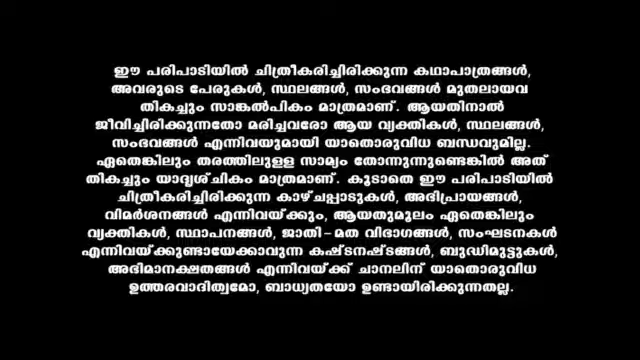 ഈ പരിപാടിയിൽ ചിത്രീകരിച്ചിരിക്കുന്ന കഥാപാത്രങ്ങൾ,
അവരുടെ പേരുകൾ, സ്ഥലങ്ങൾ, സംഭവങ്ങൾ മുതലായവ
തികച്ചും സാങ്കൽപികം മാത്രമാണ്. ആയതിനാൽ
ജീവിച്ചിരിക്കുന്നതോ മരിച്ചവരോ ആയ വ്യക്തികൾ, സ്ഥലങ്ങൾ,
സംഭവങ്ങൾ എന്നിവയുമായി യാതൊരുവിധ ബന്ധവുമില്ല.
ഏതെങ്കിലും തരത്തിലുളള സാമ്യം തോന്നുന്നുണ്ടെങ്കിൽ അത്
തികച്ചും യാദൃശ്ചികം മാത്രമാണ്. കൂടാതെ ഈ പരിപാടിയിൽ
ചിത്രീകരിച്ചിരിക്കുന്ന കാഴ്ചപ്പാടുകൾ, അഭിപ്രായങ്ങൾ,
വിമർശനങ്ങൾ എന്നിവയ്ക്കും, ആയതുമൂലം ഏതെങ്കിലും
വ്യക്തികൾ, സ്ഥാപനങ്ങൾ, ജാതി-മത വിഭാഗങ്ങൾ, സംഘടനകൾ
എന്നിവയ്ക്കുണ്ടായേക്കാവുന്ന കഷ്ടനഷ്ടങ്ങൾ, ബുദ്ധിമുട്ടുകൾ,
അഭിമാനക്ഷതങ്ങൾ എന്നിവയ്ക്ക് ചാനലിന് യാതൊരുവിധ
ഉത്തരവാദിത്വമോ, ബാധ്യതയോ ഉണ്ടായിരിക്കുന്നതല്ല.